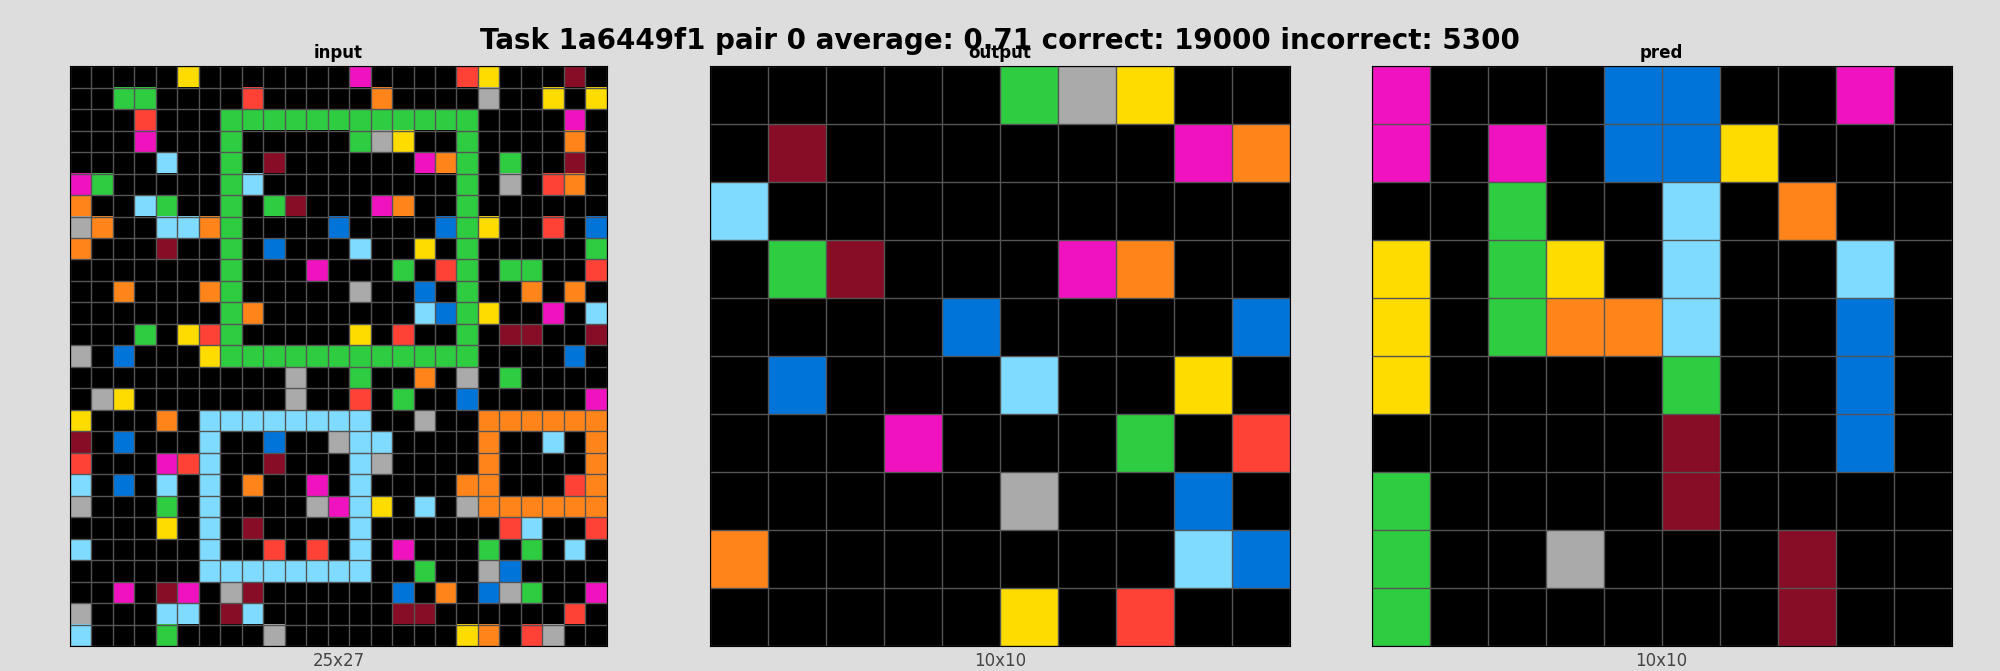 Task 1a6449f1 pair 0 average: 0.71 correct: 19000 incorrect: 5300
input
output
pred
25x27
10x10
10x10